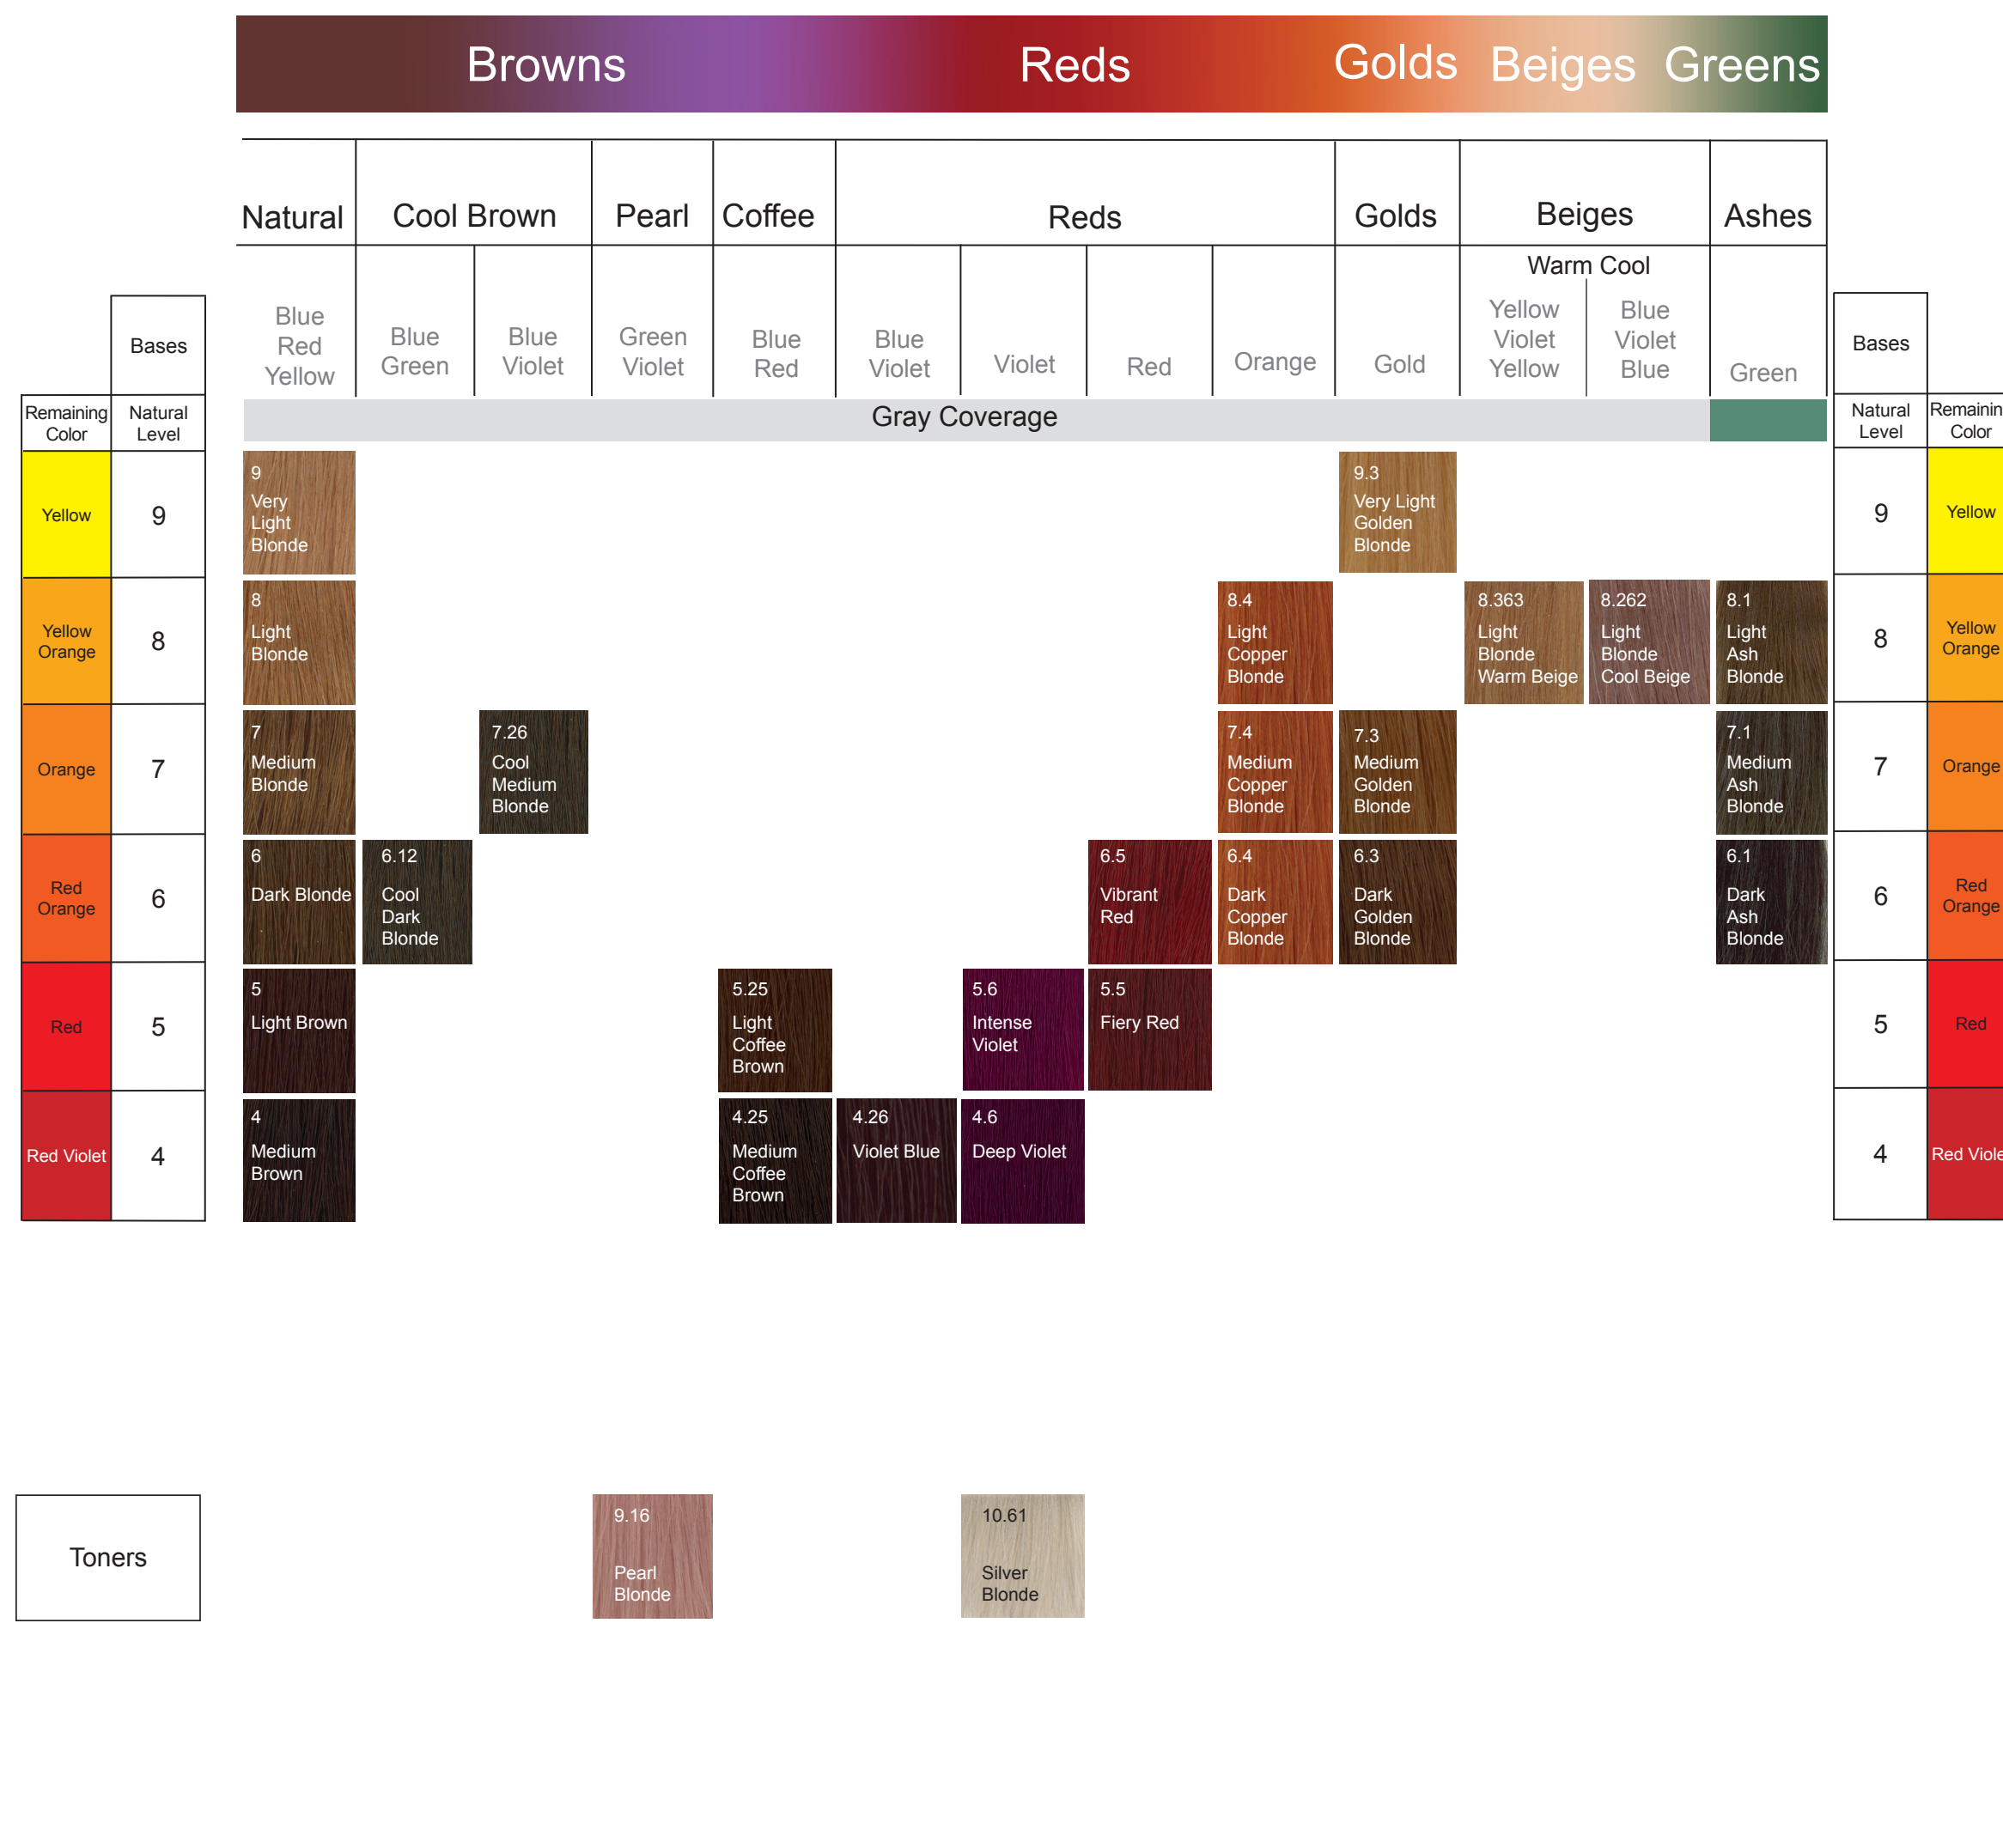 Browns Reds Golds Beiges Greens
Natural Cool Brown Pearl Coffee Reds Golds Beiges Ashes
Warm Cool
Blue
Red
Yellow
Blue
Green
Blue
Violet
Green
Violet
Blue
Red
Blue
Violet
Violet
Red
Orange
Gold
Yellow
Violet
Yellow
Blue
Violet
Blue
Green
Bases
Bases
Remaining
Color
Natural
Level
Gray Coverage
Natural
Level
Remainin
Color
Yellow
9
9
Very
Light
Blonde
9.3
Very Light
Golden
Blonde
9
Yellow
Yellow
Orange
8
8
Light
Blonde
8.4
Light
Copper
Blonde
8.363
Light
Blonde
Warm Beige
8.262
Light
Blonde
Cool Beige
8.1
Light
Ash
Blonde
8
Yellow
Orange
Orange
7
7
Medium
Blonde
7.26
Cool
Medium
Blonde
7.4
Medium
Copper
Blonde
7.3
Medium
Golden
Blonde
7.1
Medium
Ash
Blonde
7
Orange
Red
Orange
6
6
Dark Blonde
6.12
Cool
Dark
Blonde
6.5
Vibrant
Red
6.4
Dark
Copper
Blonde
6.3
Dark
Golden
Blonde
6.1
Dark
Ash
Blonde
6
Red
Orange
Red
5
5
Light Brown
5.25
Light
Coffee
Brown
5.6
Intense
Violet
5.5
Fiery Red
5
Red
Red Violet
4
4
Medium
Brown
4.25
Medium
Coffee
Brown
4.26
Violet Blue
4.6
Deep Violet
4
Red Viole
Toners
9.16
Pearl
Blonde
10.61
Silver
Blonde